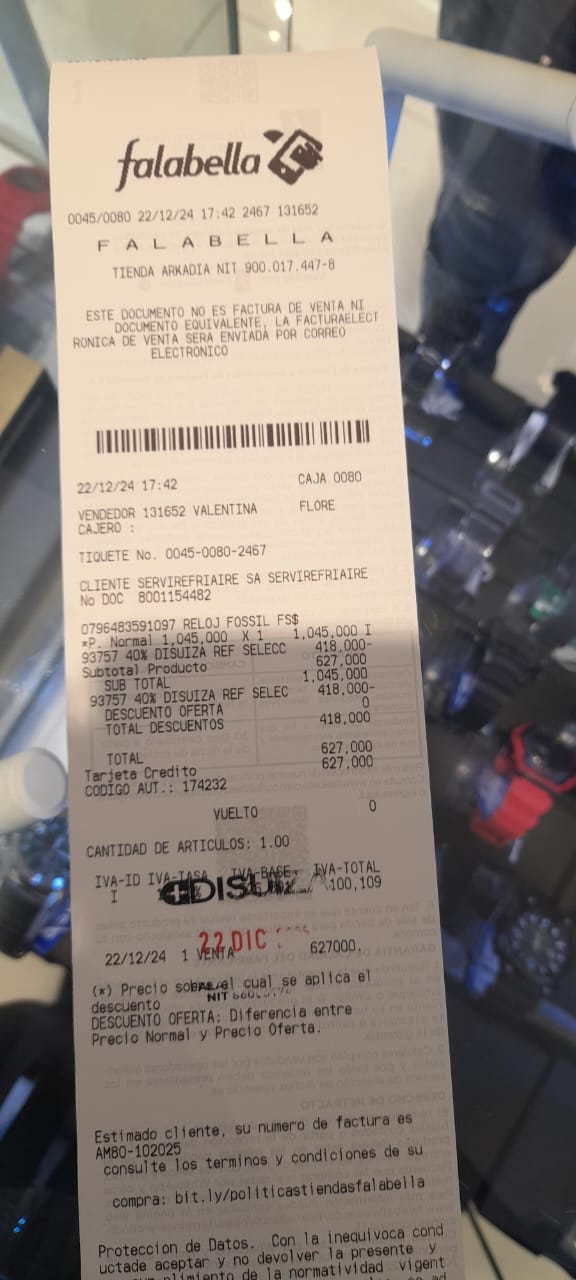 falabella
0045/0080 22/12/24 17:42 2467 131652
F A L A B E L L A
TIENDA ARKADIA NIT 900.017.447-8
ESTE DOCUMENTO NO ES FACTURA DE VENTA NI
DOCUMENTO EQUIVALENTE, LA FACTURAELECT
RONICA DE VENTA SERA ENVIADA POR CORREO
ELECTRONICO
22/12/24 17:42 CAJA 0080
VENDEDOR 131652 VALENTINA FLORE
CAJERO :
TIQUETE No. 0045-0080-2467
CLIENTE SERVIREFRIAIRE SA SERVIREFRIAIRE
No DOC 8001154482
0796483591097 RELOJ FOSSIL FS$
*P. Normal 1,045,000 X 1 1,045,000 I
93757 40% DISUIZA REF SELECC 418,000-
Subtotal Producto 627,000
SUB TOTAL 1,045,000
93757 40% DISUIZA REF SELEC 418,000-
DESCUENTO OFERTA 0
TOTAL DESCUENTOS 418,000
TOTAL 627,000
Tarjeta Credito 627,000
CODIGO AUT.: 174232
VUELTO 0
CANTIDAD DE ARTICULOS: 1.00
IVA-ID IVA-TASA IVA-BASE IVA-TOTAL
I 100,109
DISUIZA
22 DIC
22/12/24 1 VENTA 627000.
(*) Precio sobre el cual se aplica el
descuento
NIT
DESCUENTO OFERTA: Diferencia entre
Precio Normal y Precio Oferta.
Estimado cliente, su numero de factura es
AM80-102025
consulte los terminos y condiciones de su
compra: bit.ly/politicastiendasfalabella
Proteccion de Datos. Con la inequivoca cond
uctade aceptar y no devolver la presente y
de la normatividad vigent